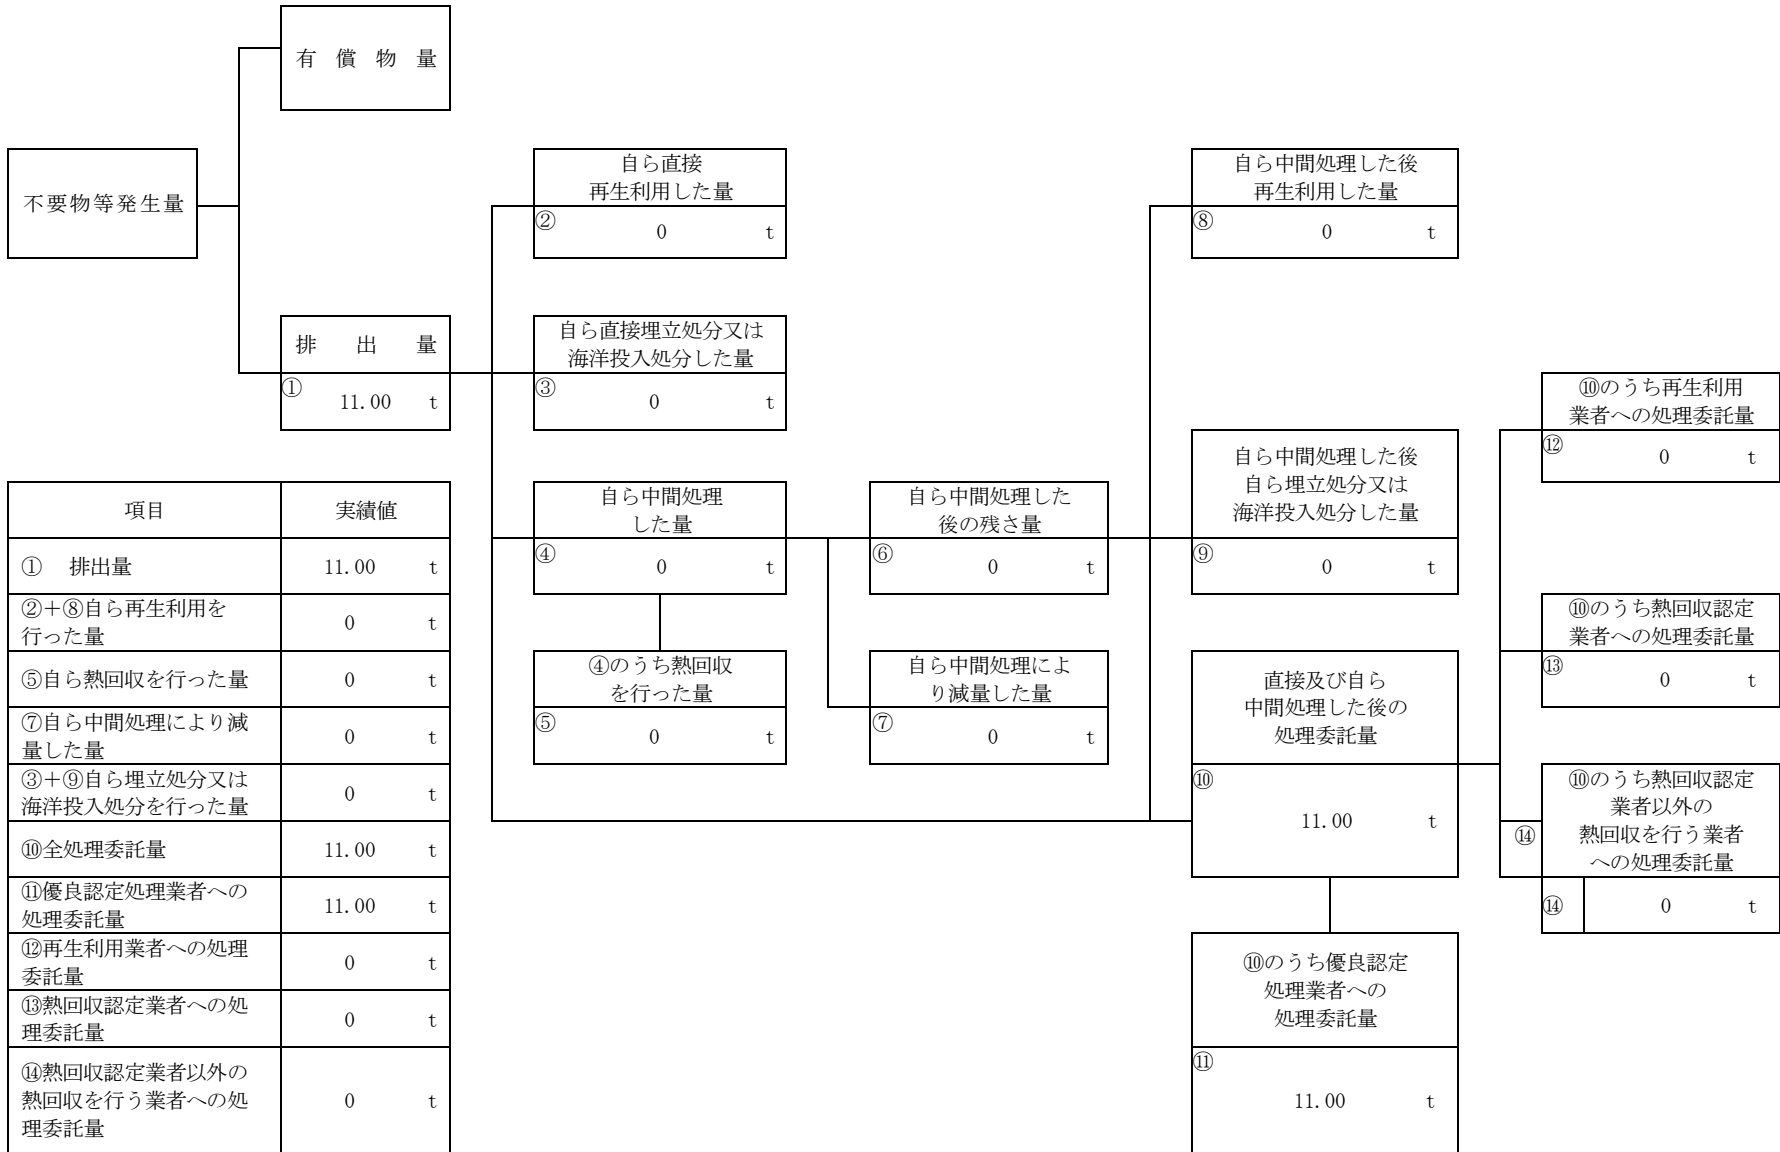 有償物量
不要物等発生量
自ら直接
再生利用した量
② 0 t
自ら中間処理した後
再生利用した量
⑧ 0 t
排出量
① 11.00 t
自ら直接埋立処分又は
海洋投入処分した量
③ 0 t
⑩のうち再生利用
業者への処理委託量
⑫ 0 t
自ら中間処理
した量
④ 0 t
自ら中間処理した
後の残さ量
⑥ 0 t
自ら中間処理した後
自ら埋立処分又は
海洋投入処分した量
⑨ 0 t
⑩のうち熱回収認定
業者への処理委託量
⑬ 0 t
④のうち熱回収
を行った量
⑤ 0 t
自ら中間処理によ
り減量した量
⑦ 0 t
直接及び自ら
中間処理した後の
処理委託量
⑩
11.00 t
⑩のうち熱回収認定
業者以外の
熱回収を行う業者
への処理委託量
⑭
⑭ 0 t
⑩のうち優良認定
処理業者への
処理委託量
⑪
11.00 t
項目 実績値
① 排出量 11.00 t
②+⑧自ら再生利用を
行った量 0 t
⑤自ら熱回収を行った量 0 t
⑦自ら中間処理により減
量した量 0 t
③+⑨自ら埋立処分又は
海洋投入処分を行った量 0 t
⑩全処理委託量 11.00 t
⑪優良認定処理業者への
処理委託量 11.00 t
⑫再生利用業者への処理
委託量 0 t
⑬熱回収認定業者への処
理委託量 0 t
⑭熱回収認定業者以外の
熱回収を行う業者への処 0 t
理委託量